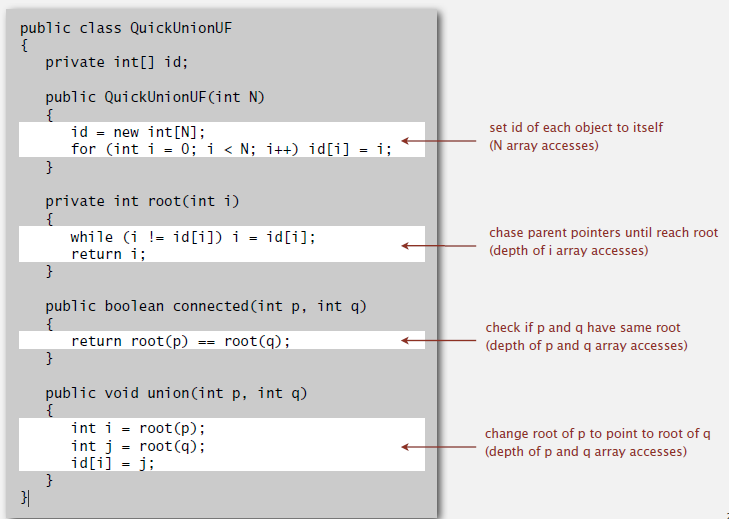 public class QuickUnionUF
{
private int[] id;
public QuickUnionUF(int N)
{
id = new int[N];
for (int i = 0; i < N; i++) id[i] = i;
}
set id of each object to itself
(N array accesses)
private int root(int i)
{
while (i != id[i]) i = id[i];
return i;
}
chase parent pointers until reach root
(depth of i array accesses)
public boolean connected(int p, int q)
{
return root(p) == root(q);
}
check if p and q have same root
(depth of p and q array accesses)
public void union(int p, int q)
{
int i = root(p);
int j = root(q);
id[i] = j;
}
}
change root of p to point to root of q
(depth of p and q array accesses)